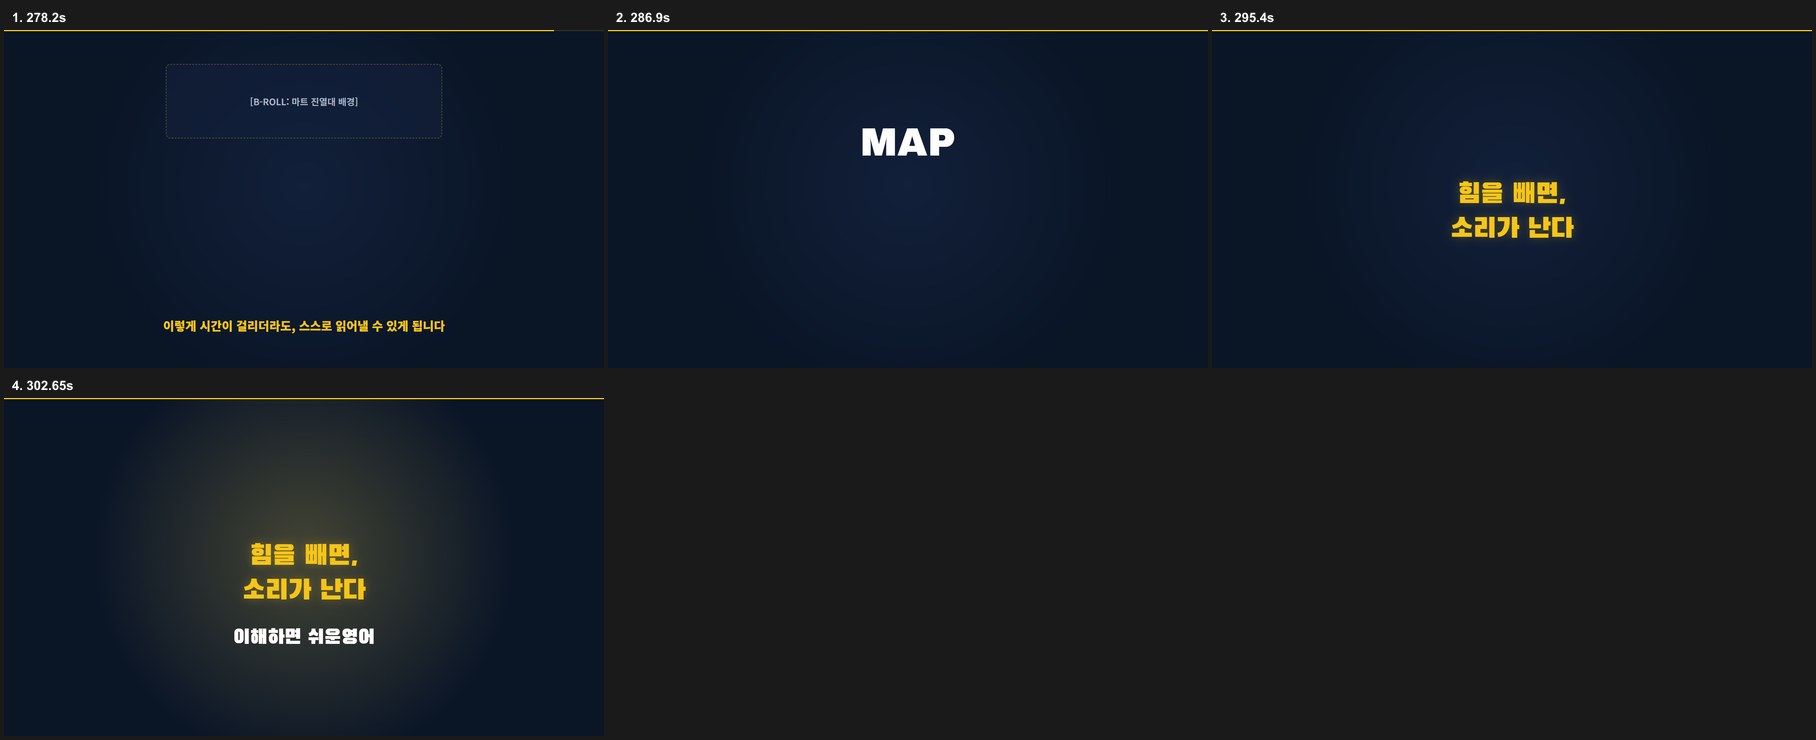 1. 278.2s
[B-ROLL: 마트 진열대 배경]
이렇게 시간이 걸리더라도, 스스로 읽어낼 수 있게 됩니다
2. 286.9s
MAP
3. 295.4s
힘을 빼면,
소리가 난다
4. 302.65s
힘을 빼면,
소리가 난다
이해하면 쉬운영어